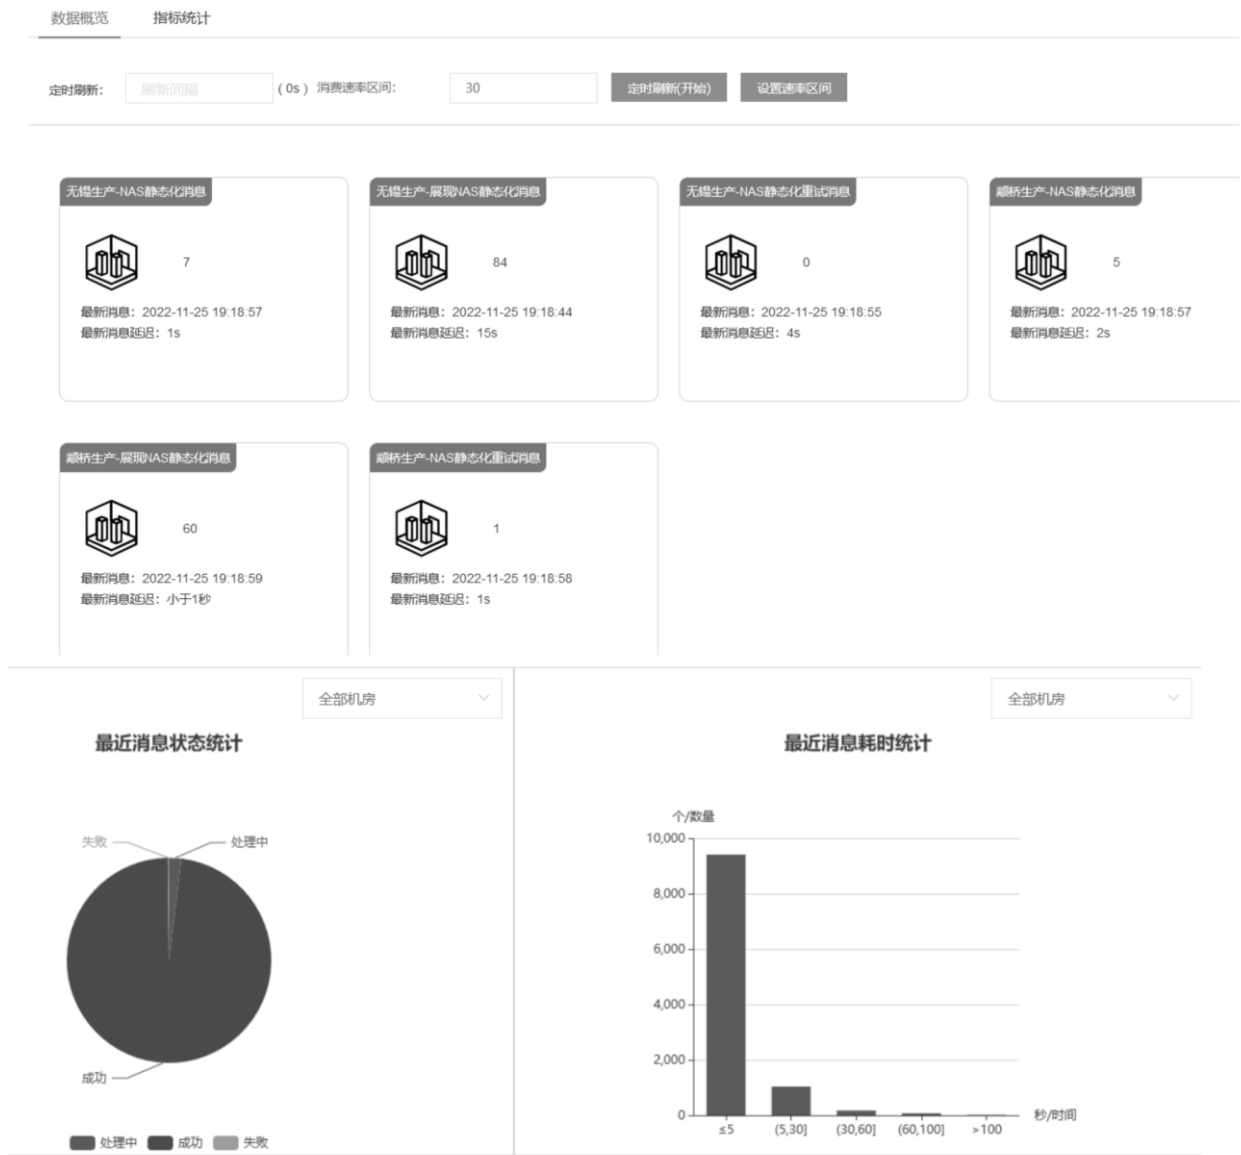 数据概览 指标统计
定时刷新: 刷新间隔 ( 0s ) 消费速率区间: 30 定时刷新(开始) 设置速率区间
无锡生产-NAS静态化消息
7
最新消息: 2022-11-25 19:18:57
最新消息延迟: 1s
无锡生产-展现NAS静态化消息
84
最新消息: 2022-11-25 19:18:44
最新消息延迟: 15s
无锡生产-NAS静态化重试消息
0
最新消息: 2022-11-25 19:18:55
最新消息延迟: 4s
颛桥生产-NAS静态化消息
5
最新消息: 2022-11-25 19:18:57
最新消息延迟: 2s
颛桥生产-展现NAS静态化消息
60
最新消息: 2022-11-25 19:18:59
最新消息延迟: 小于1秒
颛桥生产-NAS静态化重试消息
1
最新消息: 2022-11-25 19:18:58
最新消息延迟: 1s
全部机房
最近消息状态统计
失败 处理中
成功
处理中 成功 失败
全部机房
最近消息耗时统计
个/数量
10,000
8,000
6,000
4,000
2,000
0
≤5 (5,30] (30,60] (60,100] >100
秒/时间